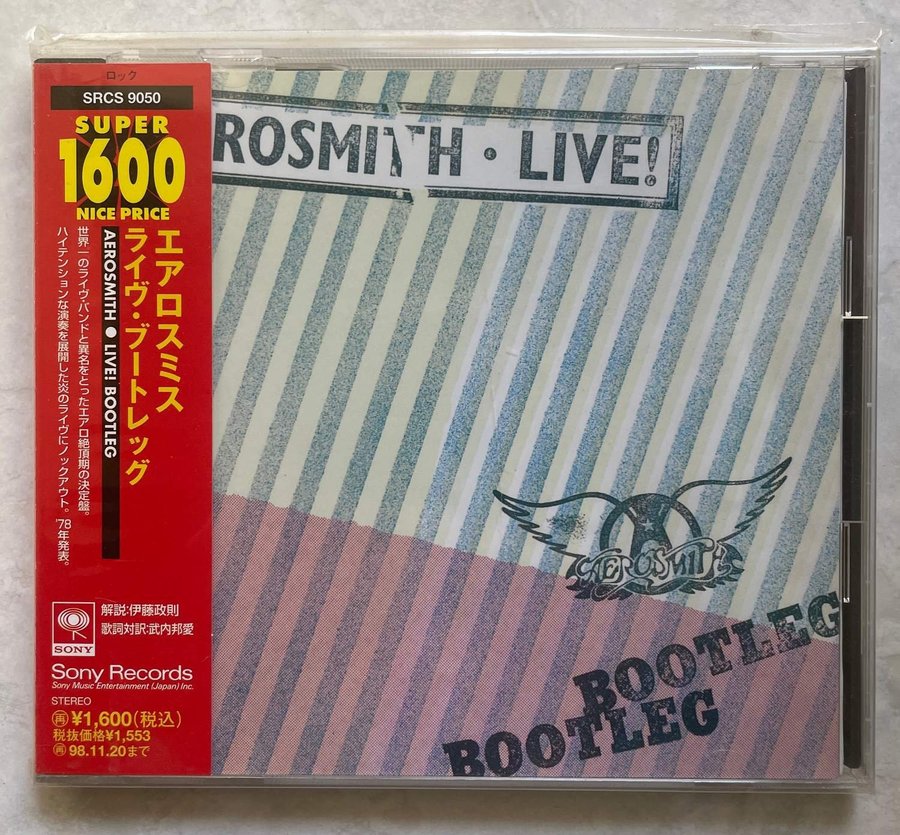 ロック
SRCS 9050
SUPER
1600
NICE PRICE
エアロスミス
ライヴ・ブートレッグ
AEROSMITH ● LIVE! BOOTLEG
世界一のライヴ・バンドと異名をとったエアロ絶頂期の決定盤。
ハイテンションな演奏を展開した炎のライヴにノックアウト。'78年発表。
SONY
解説:伊藤政則
歌詞対訳:武内邦愛
Sony Records
Sony Music Entertainment (Japan) Inc.
STEREO
再¥1,600(税込)
税抜価格¥1,553
再98.11.20まで
ROSMITH · LIVE!
AEROSMITH
BOOTLEG
BOOTLEG